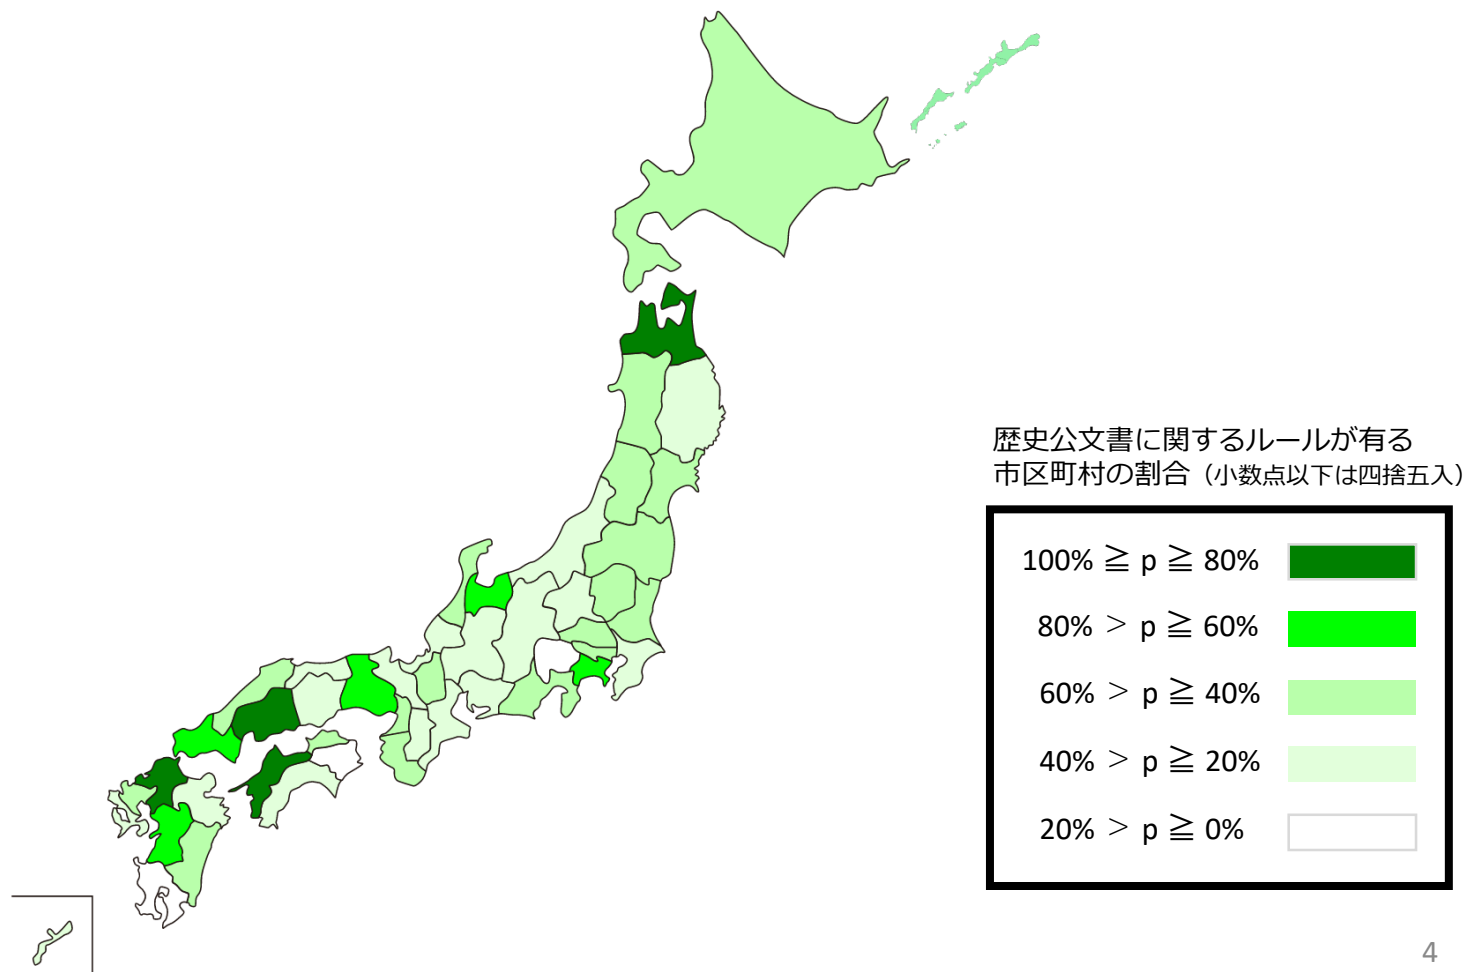 歴史公文書に関するルールが有る
市区町村の割合（小数点以下は四捨五入）
100% ≧ p ≧ 80%
80% ＞ p ≧ 60%
60% ＞ p ≧ 40%
40% ＞ p ≧ 20%
20% ＞ p ≧ 0%
4